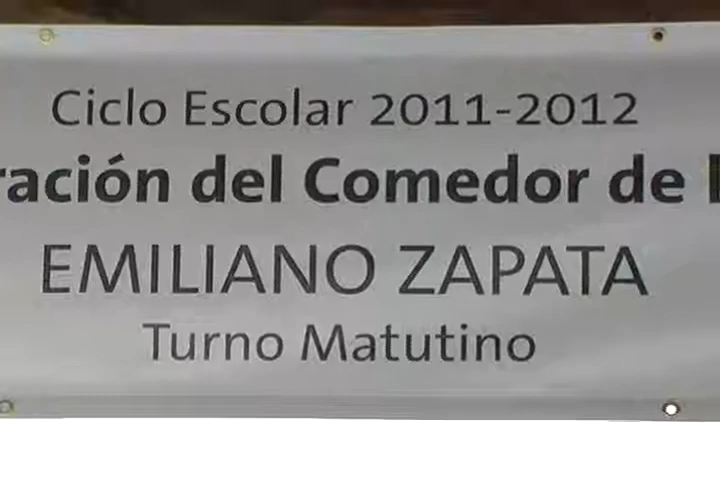 Ciclo Escolar 2011-2012
ración del Comedor de
EMILIANO ZAPATA
Turno Matutino